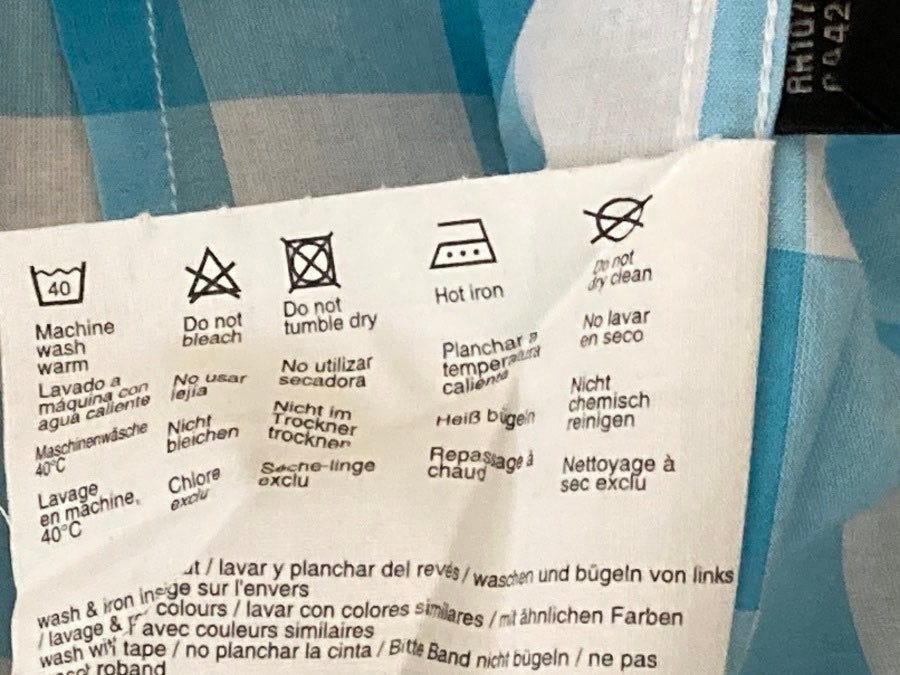 40
Machine
wash
warm
Lavado a
máquina con
agua caliente
Maschinenwäsche
40°C
Lavage
en machine,
40°C
Do not
bleach
No usar
lejía
Nicht
bleichen
Chlore
exclu
Do not
tumble dry
No utilizar
secadora
Nicht im
Trockner
trocknen
Seche-linge
exclu
Hot iron
Planchar a
temperatura
caliente
Heiß bügeln
Repassage à
chaud
Do not
dry clean
No lavar
en seco
Nicht
chemisch
reinigen
Nettoyage à
sec exclu
wash & iron / lavar y planchar del revés / waschen und bügeln von links
/ lavage & sur l'envers
wash colours / lavar con colores similares / mit ähnlichen Farben
avec couleurs similaires
tape / no planchar la cinta / Bitte Band nicht bügeln / ne pas